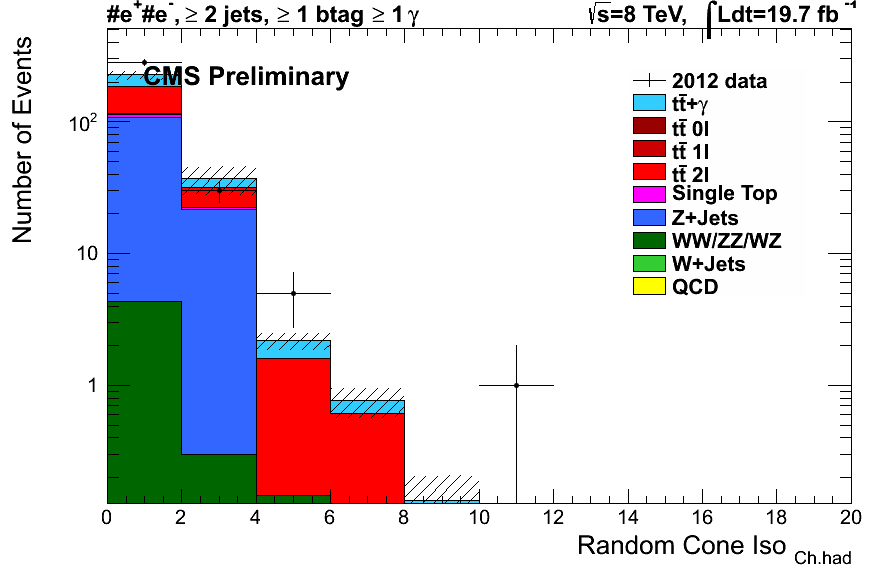 #e⁺#e⁻, ≥ 2 jets, ≥ 1 btag ≥ 1 γ
√s=8 TeV, ∫Ldt=19.7 fb⁻¹
CMS Preliminary
2012 data
tt̄+γ
tt̄ 0l
tt̄ 1l
tt̄ 2l
Single Top
Z+Jets
WW/ZZ/WZ
W+Jets
QCD
Number of Events
10²
10
1
0 2 4 6 8 10 12 14 16 18 20
Random Cone Iso Ch.had